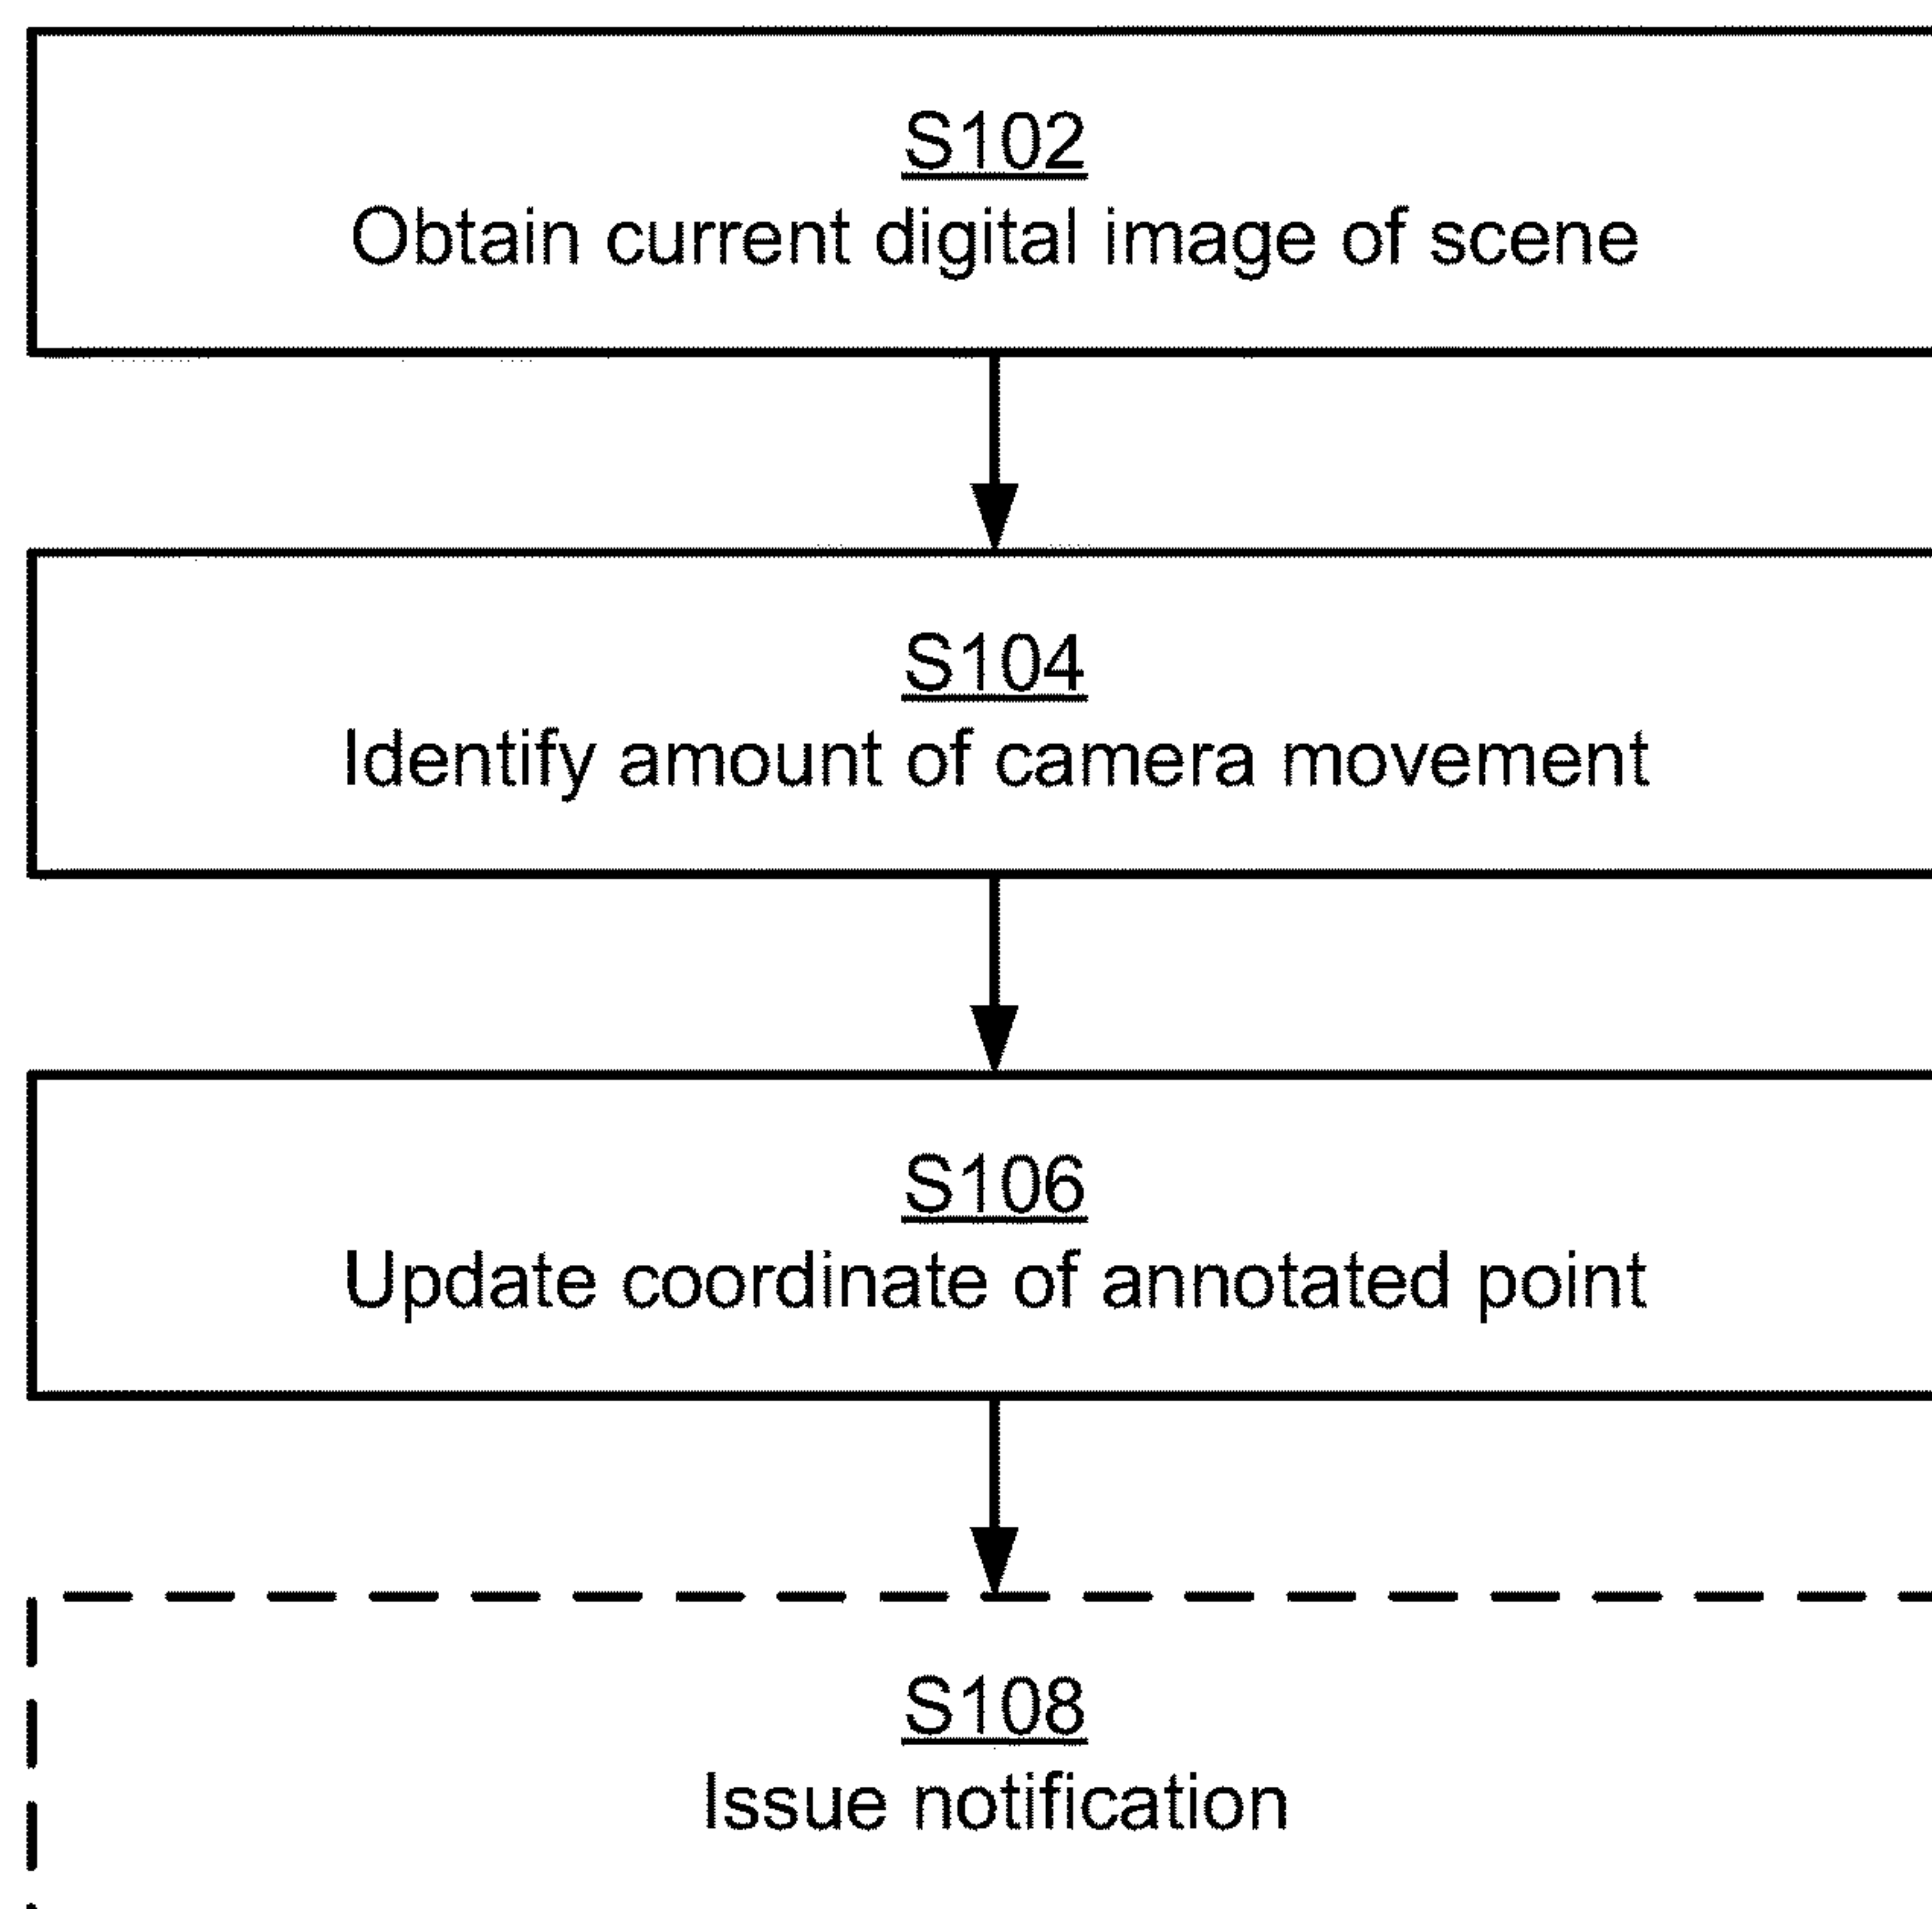 S102
Obtain current digital image of scene
S104
Identify amount of camera movement
S106
Update coordinate of annotated point
S108
Issue notification